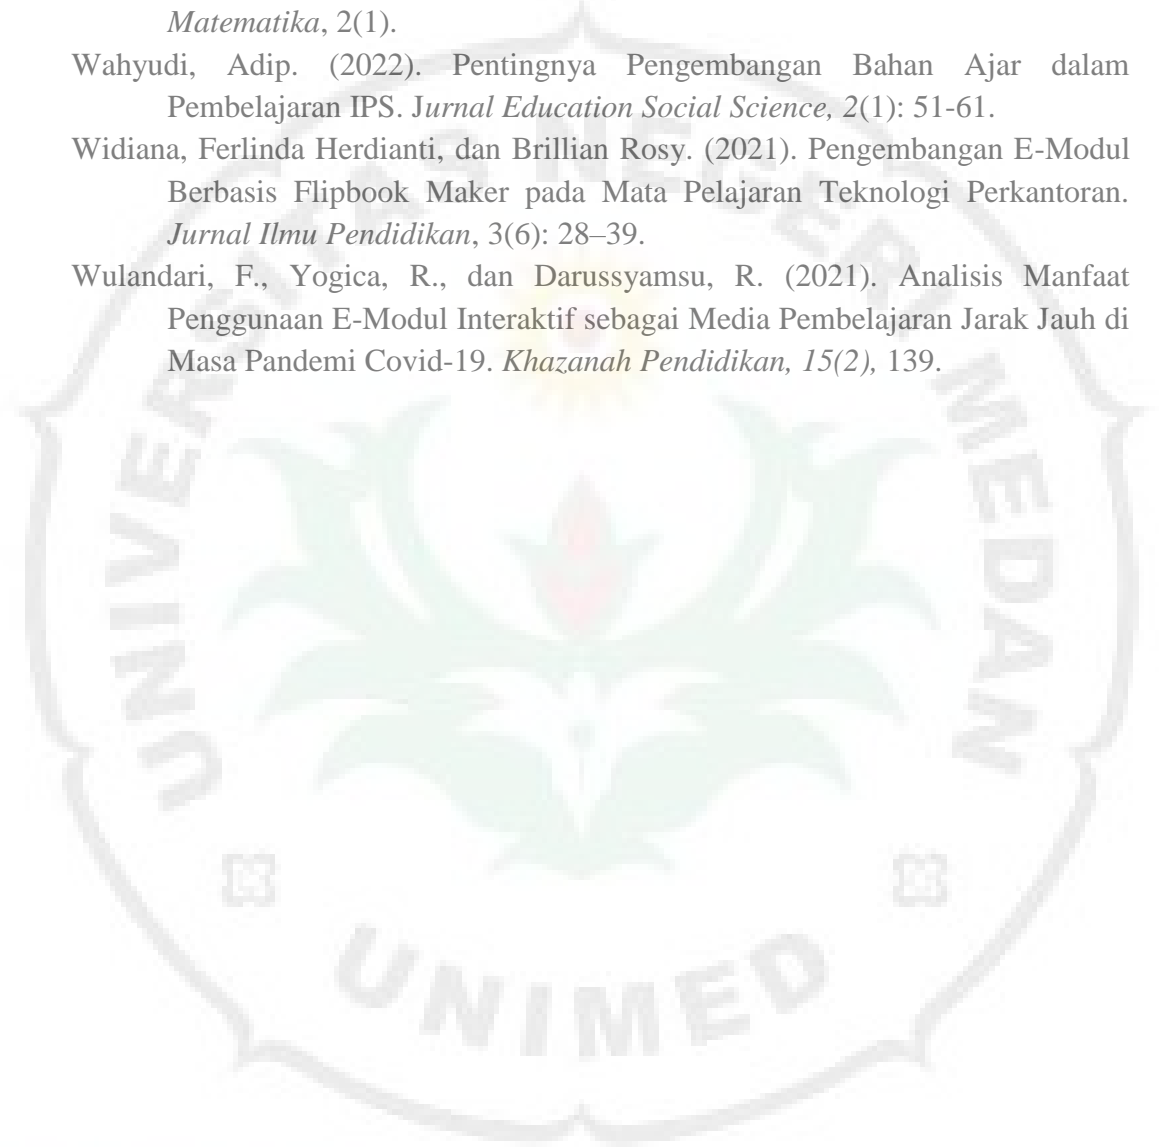 Matematika, 2(1).
Wahyudi, Adip. (2022). Pentingnya Pengembangan Bahan Ajar dalam
Pembelajaran IPS. Jurnal Education Social Science, 2(1): 51-61.
Widiana, Ferlinda Herdianti, dan Brillian Rosy. (2021). Pengembangan E-Modul
Berbasis Flipbook Maker pada Mata Pelajaran Teknologi Perkantoran.
Jurnal Ilmu Pendidikan, 3(6): 28–39.
Wulandari, F., Yogica, R., dan Darussyamsu, R. (2021). Analisis Manfaat
Penggunaan E-Modul Interaktif sebagai Media Pembelajaran Jarak Jauh di
Masa Pandemi Covid-19. Khazanah Pendidikan, 15(2), 139.
UNIVERSITAS NEGERI MEDAN
UNIMED